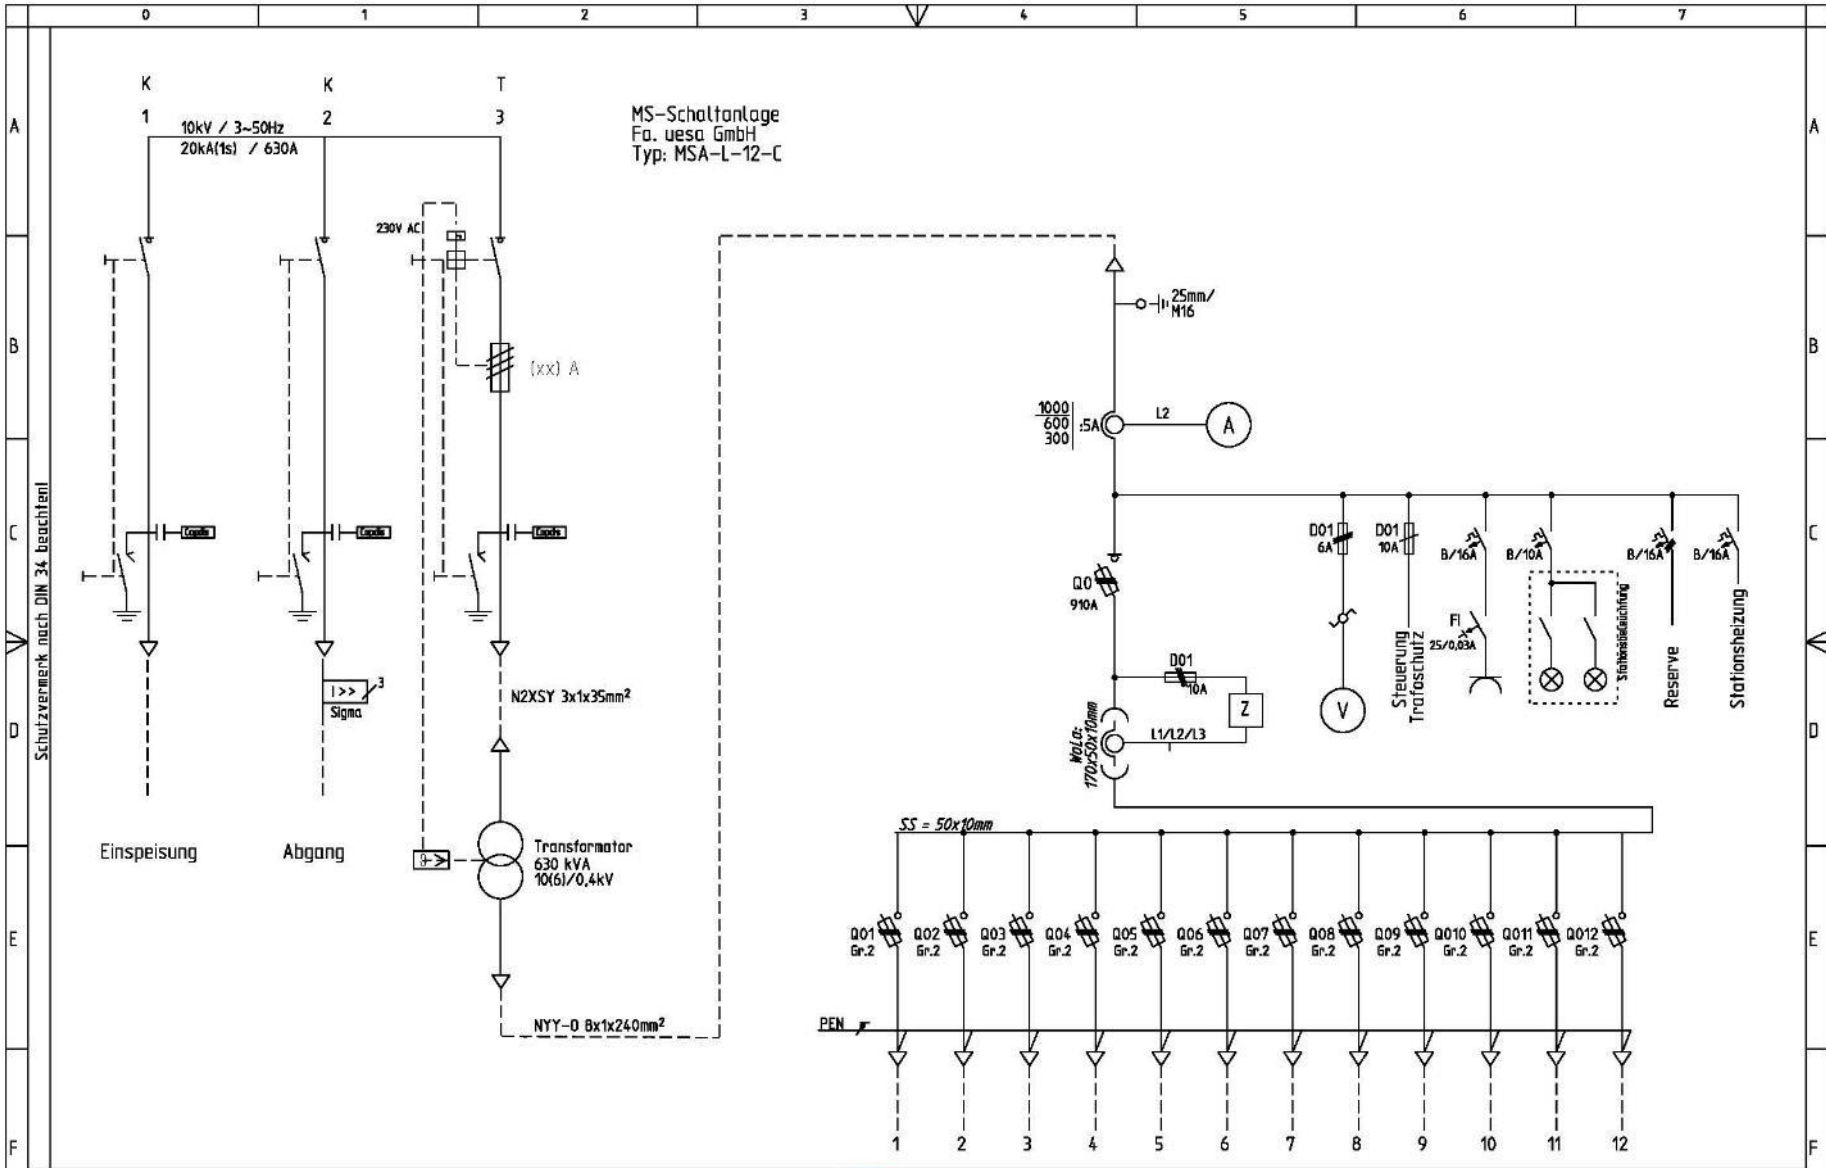 0 1 2 3 4 5 6 7
A
A
B
B
C
C
D
D
E
E
F
F
Schutzvermerk nach DIN 34 beachten!
K
1
K
2
T
3
10kV / 3~50Hz
20kA(1s) / 630A
MS-Schaltanlage
Fa. uesa GmbH
Typ: MSA-L-12-C
230V AC
(xx) A
Capdis
Capdis
Capdis
I>> 3
Sigma
N2XSY 3x1x35mm²
Einspeisung
Abgang
Transformator
630 kVA
10(6)/0,4kV
NYY-O 8x1x240mm²
25mm/
M16
1000
600
300
:5A
L2
A
Q0
910A
D01
10A
Z
L1/L2/L3
WaLa:
170x50x10mm
D01
6A
V
D01
10A
Steuerung
Trafoschutz
B/16A
FI
25/0,03A
B/10A
Stationsbeleuchtung
B/16A
Reserve
B/16A
Stationsheizung
SS = 50x10mm
Q01
Gr.2
Q02
Gr.2
Q03
Gr.2
Q04
Gr.2
Q05
Gr.2
Q06
Gr.2
Q07
Gr.2
Q08
Gr.2
Q09
Gr.2
Q010
Gr.2
Q011
Gr.2
Q012
Gr.2
PEN
1 2 3 4 5 6 7 8 9 10 11 12